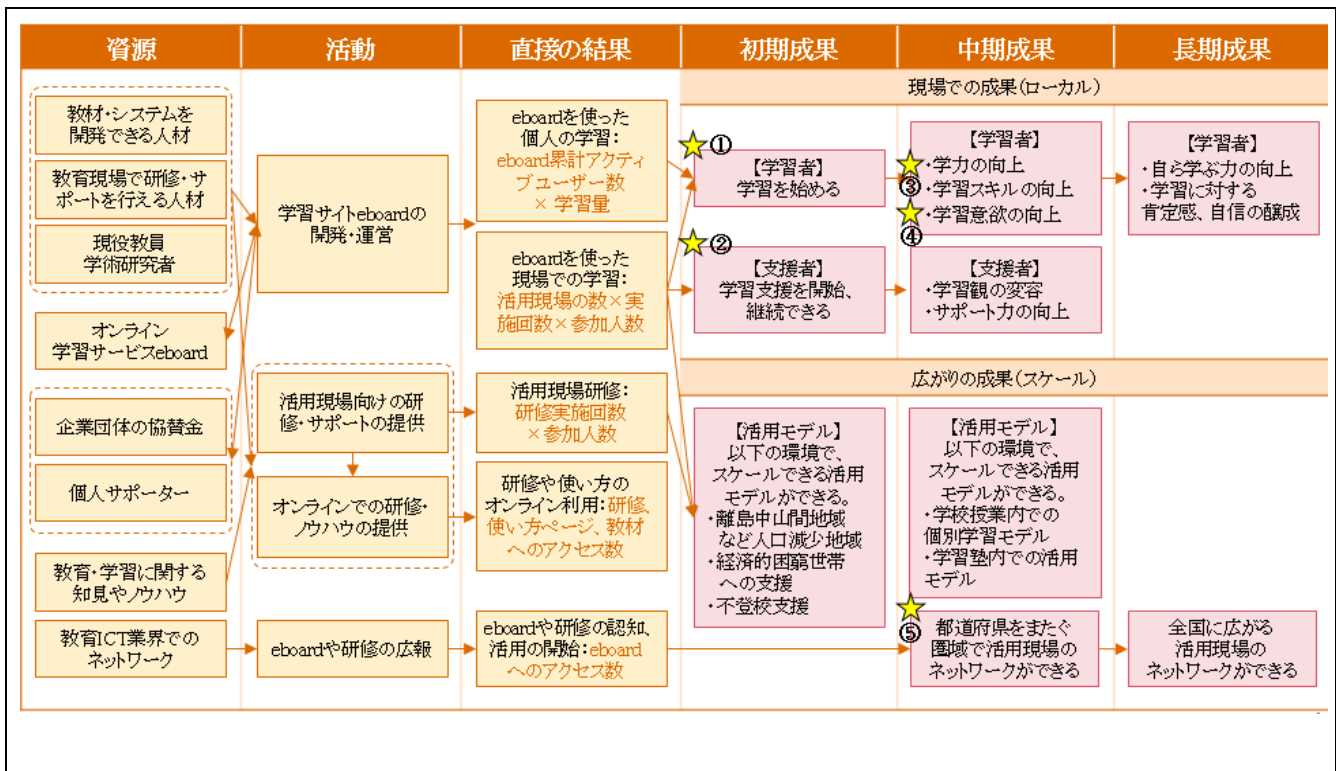 資源
活動
直接の結果
初期成果
中期成果
長期成果
現場での成果(ローカル)
教材・システムを
開発できる人材
教育現場で研修・サ
ポートを行える人材
現役教員
学術研究者
オンライン
学習サービスeboard
企業団体の協賛金
個人サポーター
教育・学習に関する
知見やノウハウ
教育ICT業界での
ネットワーク
学習サイトeboardの
開発・運営
活用現場向けの研
修・サポートの提供
オンラインでの研修・
ノウハウの提供
eboardや研修の広報
eboardを使った
個人の学習:
eboard累計アクティ
ブユーザー数
×学習量
eboardを使った
現場での学習:
活用現場の数×実
施回数×参加人数
活用現場研修:
研修実施回数
×参加人数
研修や使い方の
オンライン利用:研修、
使い方ページ、教材
へのアクセス数
eboardや研修の認知、
活用の開始:eboard
へのアクセス数
①
【学習者】
学習を始める
②
【支援者】
学習支援を開始、
継続できる
【学習者】
・学力の向上
③
・学習スキルの向上
・学習意欲の向上
④
【支援者】
・学習観の変容
・サポート力の向上
【学習者】
・自ら学ぶ力の向上
・学習に対する
肯定感、自信の醸成
広がりの成果(スケール)
【活用モデル】
以下の環境で、
スケールできる活用
モデルができる。
・離島中山間地域
など人口減少地域
・経済的困窮世帯
への支援
・不登校支援
【活用モデル】
以下の環境で、
スケールできる活用
モデルができる。
・学校授業内での
個別学習モデル
・学習塾内での活用
モデル
⑤
都道府県をまたぐ
圏域で活用現場の
ネットワークができる
全国に広がる
活用現場の
ネットワークができる